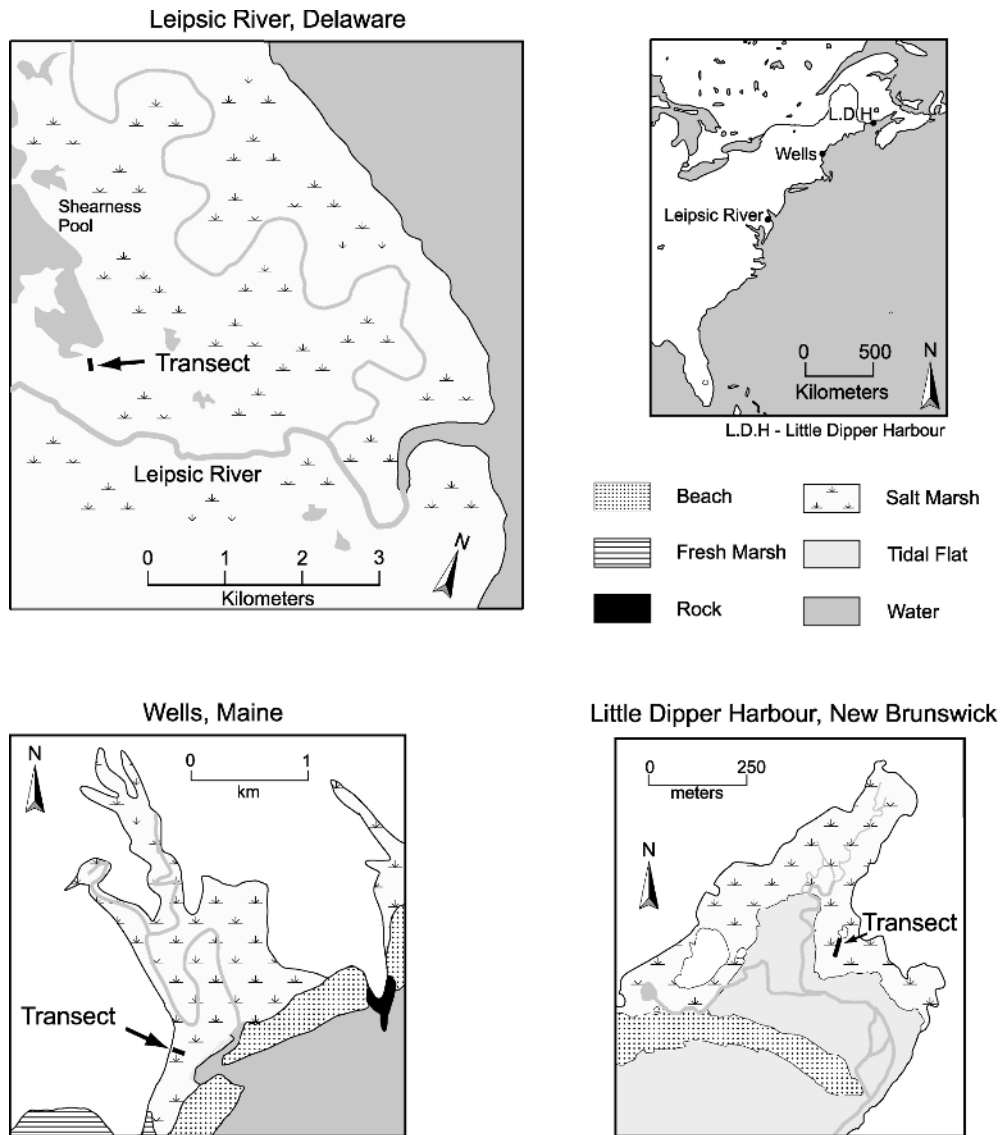 Leipsic River, Delaware
Shearness
Pool
Transect
Leipsic River
0 1 2 3
Kilometers
N
L.D.H
Wells
Leipsic River
0 500
Kilometers
N
L.D.H - Little Dipper Harbour
Beach
Salt Marsh
Fresh Marsh
Tidal Flat
Rock
Water
Wells, Maine
N
0 1
km
Transect
Little Dipper Harbour, New Brunswick
0 250
meters
N
Transect